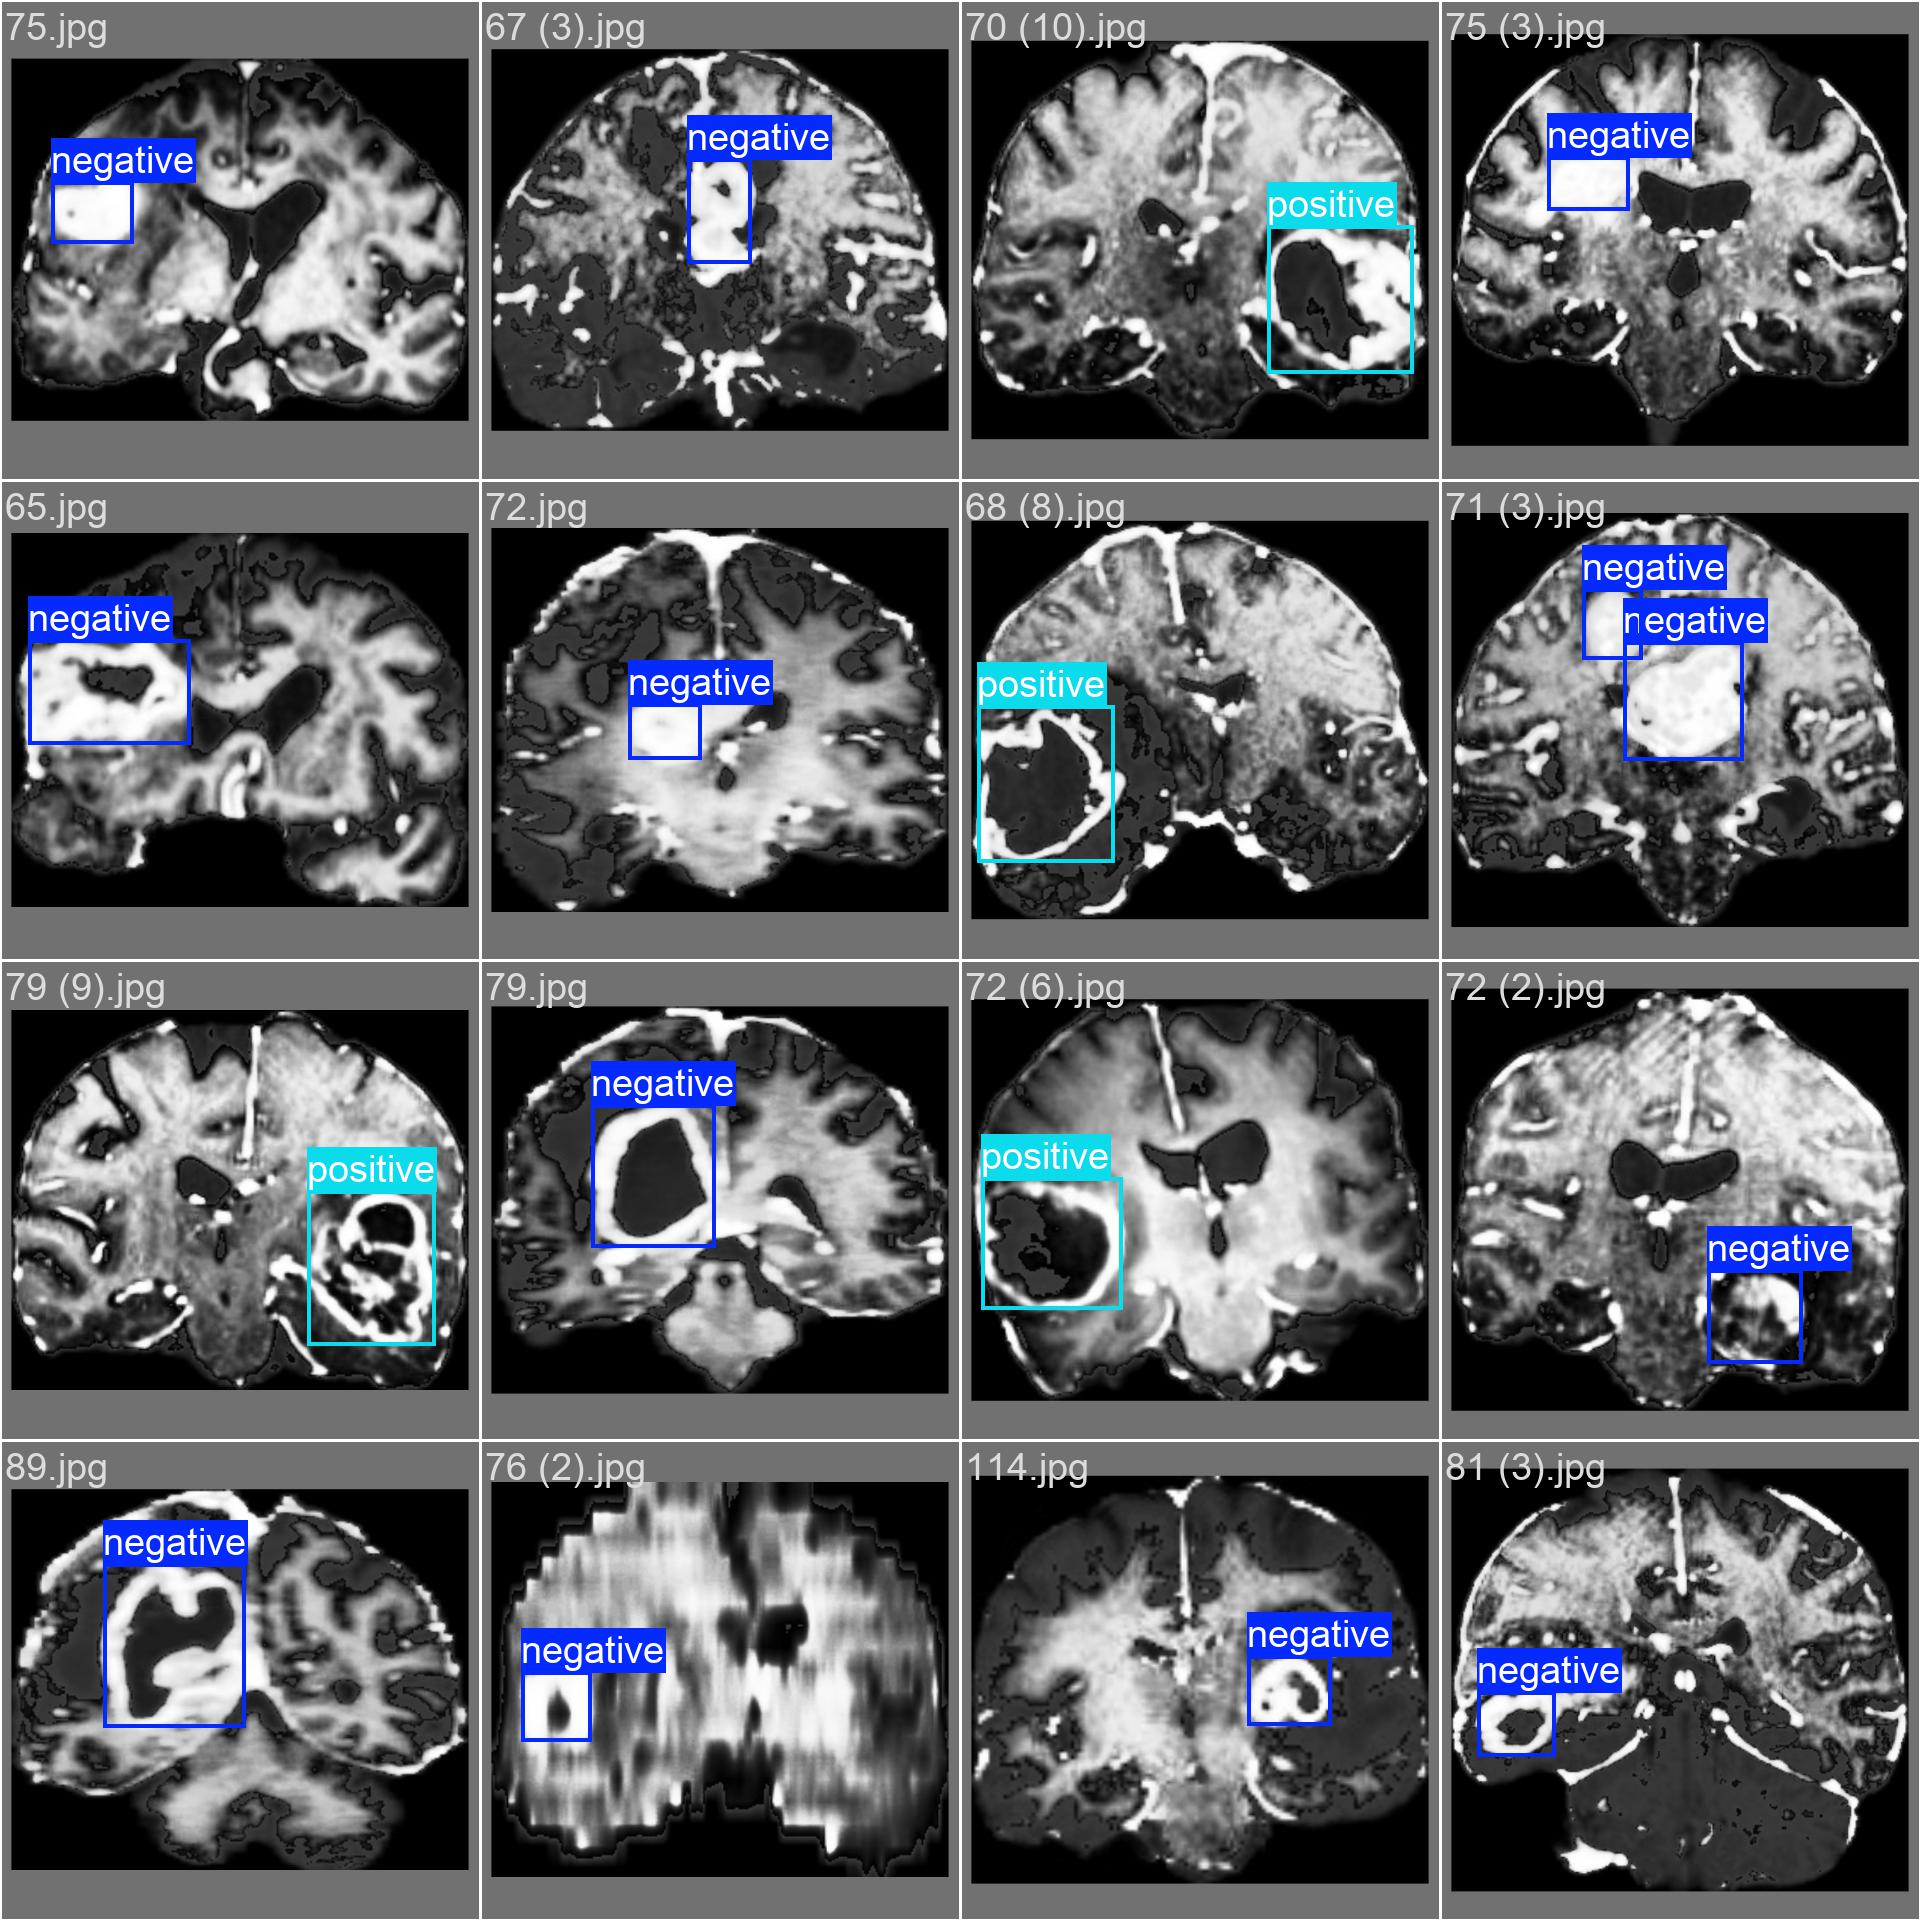 75.jpg
67 (3).jpg
70 (10).jpg
75 (3).jpg
negative
negative
positive
negative
65.jpg
72.jpg
68 (8).jpg
71 (3).jpg
negative
negative
positive
negative
negative
79 (9).jpg
79.jpg
72 (6).jpg
72 (2).jpg
positive
negative
positive
negative
89.jpg
76 (2).jpg
114.jpg
81 (3).jpg
negative
negative
negative
negative